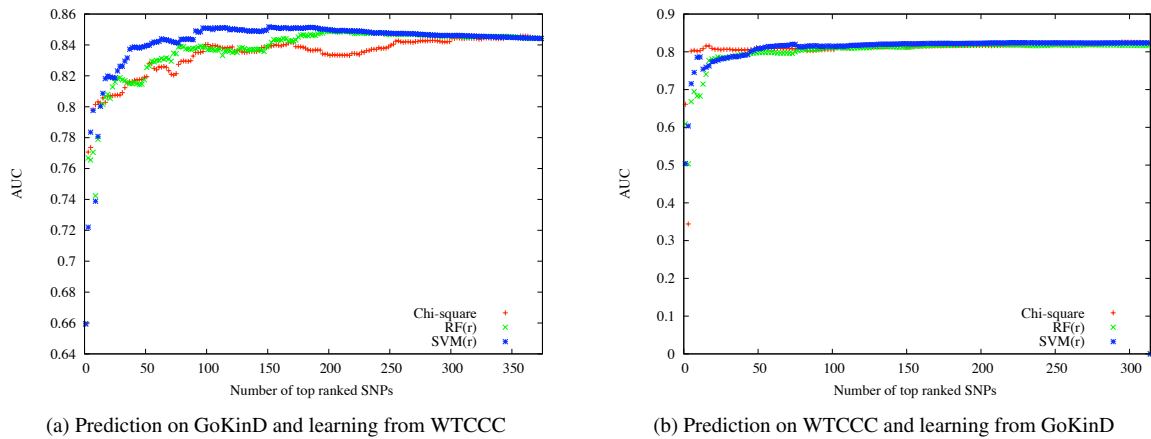 0.86
0.84
0.82
0.8
0.78
0.76
0.74
0.72
0.7
0.68
0.66
0.64
AUC
0 50 100 150 200 250 300 350
Number of top ranked SNPs
Chi-square
RF(r)
SVM(r)
(a) Prediction on GoKinD and learning from WTCCC
0.9
0.8
0.7
0.6
0.5
0.4
0.3
0.2
0.1
0
AUC
0 50 100 150 200 250 300
Number of top ranked SNPs
Chi-square
RF(r)
SVM(r)
(b) Prediction on WTCCC and learning from GoKinD